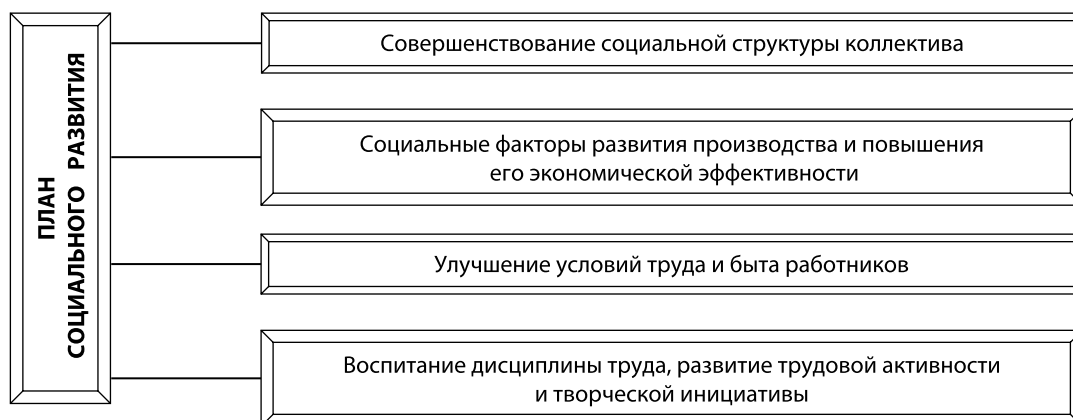 ПЛАН
СОЦИАЛЬНОГО РАЗВИТИЯ
Совершенствование социальной структуры коллектива
Социальные факторы развития производства и повышения
его экономической эффективности
Улучшение условий труда и быта работников
Воспитание дисциплины труда, развитие трудовой активности
и творческой инициативы